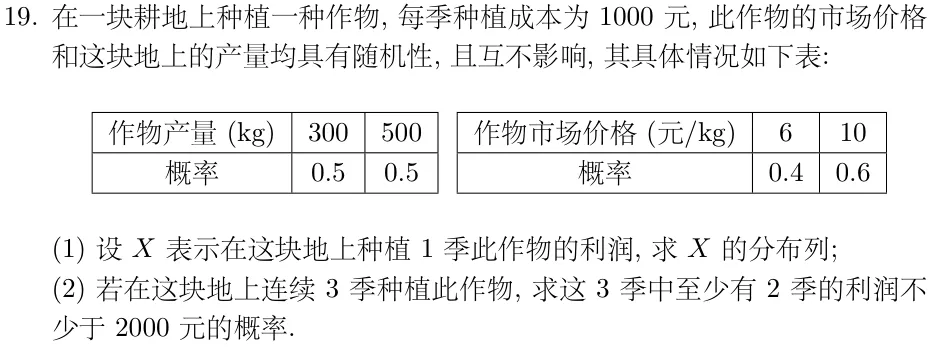 19. 在一块耕地上种植一种作物, 每季种植成本为 1000 元, 此作物的市场价格
和这块地上的产量均具有随机性, 且互不影响, 其具体情况如下表:
作物产量 (kg) 300 500 作物市场价格 (元/kg) 6 10
概率 0.5 0.5 概率 0.4 0.6
(1) 设 X 表示在这块地上种植 1 季此作物的利润, 求 X 的分布列;
(2) 若在这块地上连续 3 季种植此作物, 求这 3 季中至少有 2 季的利润不
少于 2000 元的概率.